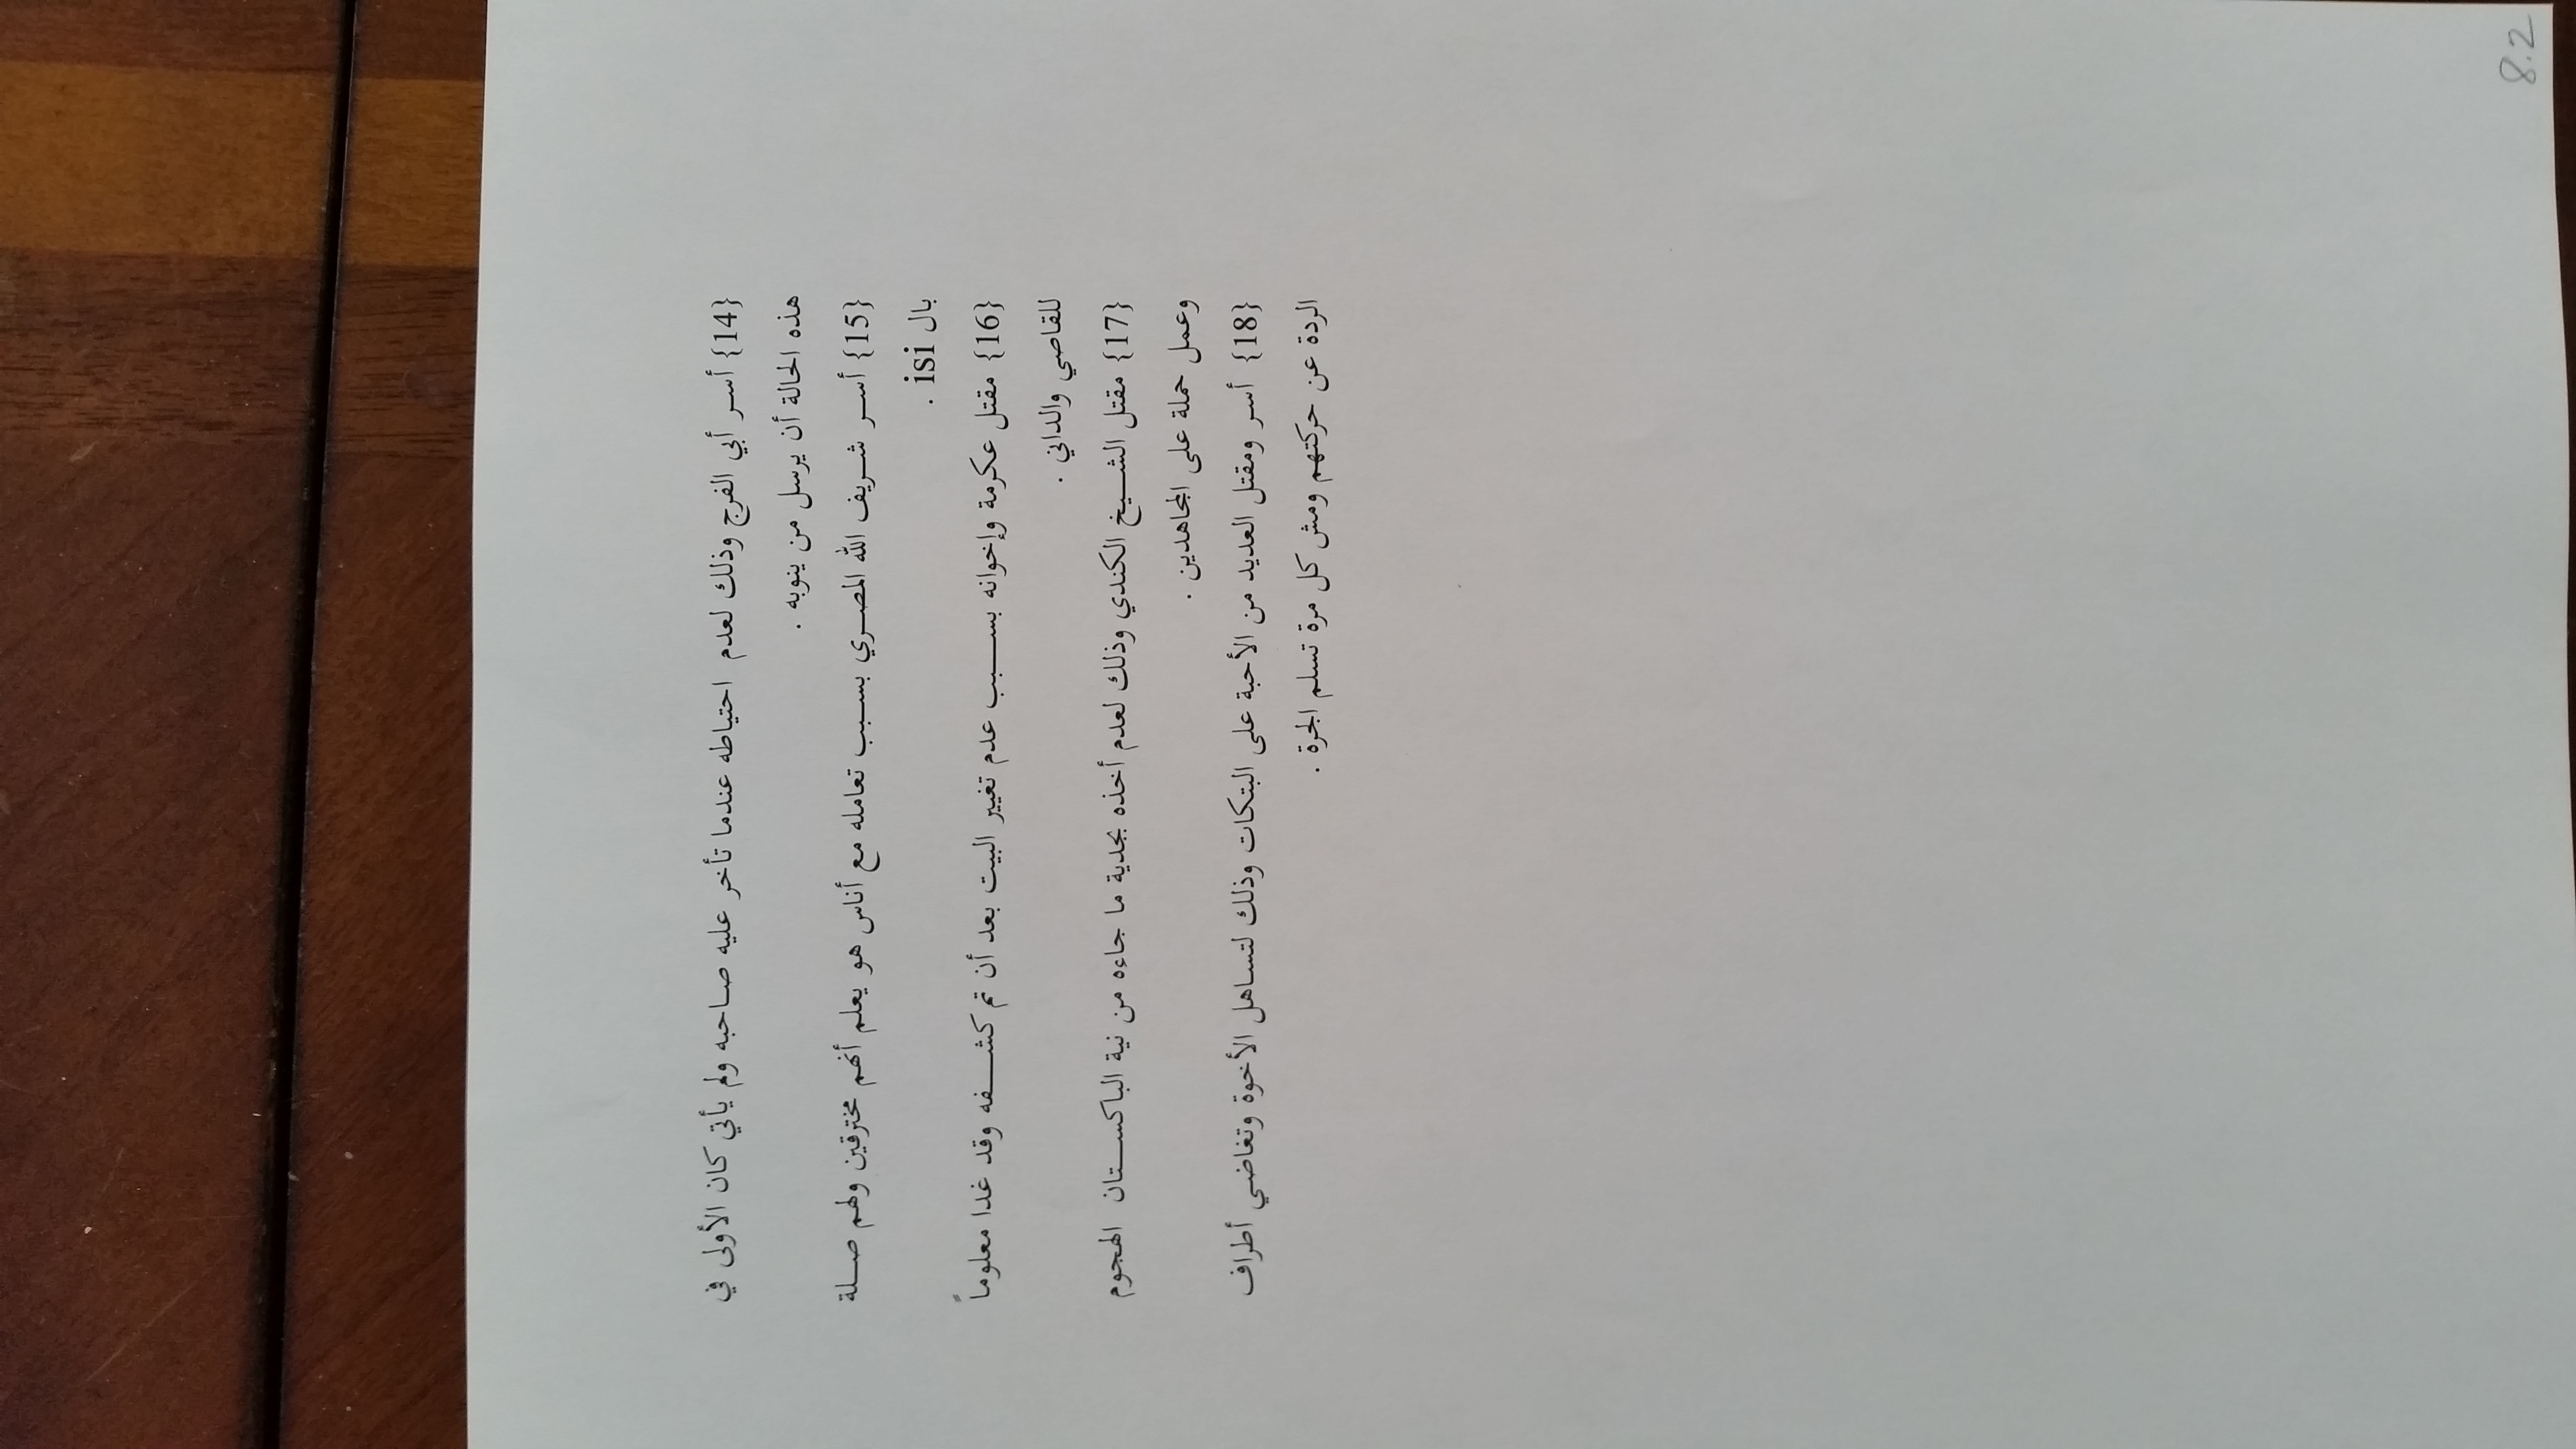 {14} أسر أبي الفرج وذلك لعدم احتياطه عندما تأخر عليه صاحبه ولم يأتي كان الأولى في
هذه الحالة أن يرسل من ينوبه .
{15} أسر شريف الله المصري بسبب تعامله مع أناس هو يعلم أنهم مخترقين ولهم صلة
بال isi .
{16} مقتل عكرمة وإخوانه بسبب عدم تغيير البيت بعد أن تم كشفه وقد غدا معلوماً
للقاصي والداني .
{17} مقتل الشيخ الكندي وذلك لعدم أخذه بجدية ما جاءه من نية الباكستان الهجوم
وعمل حملة على المجاهدين .
{18} أسر ومقتل العديد من الأحبة على البتكات وذلك لتساهل الأخوة وتغاضي أطراف
الردة عن حركتهم ومش كل مرة تسلم الجرة .
8.2